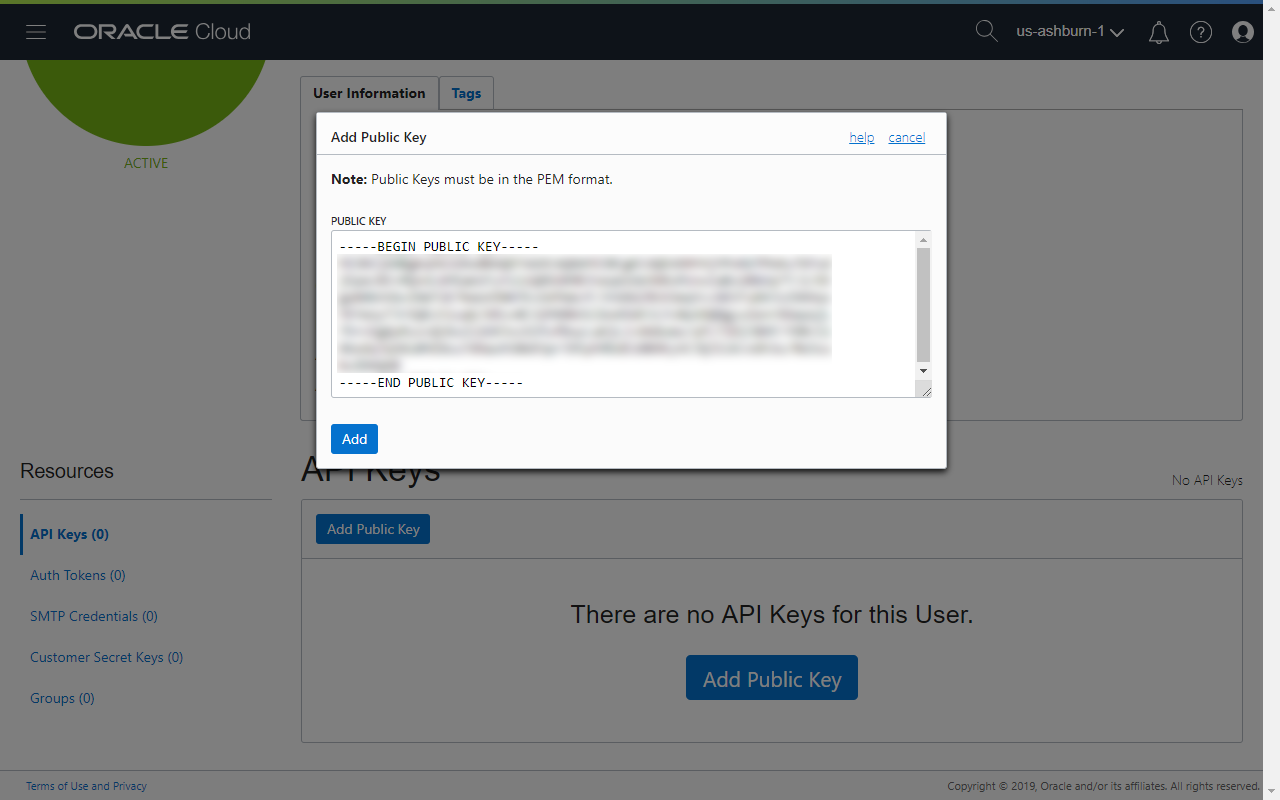 ORACLE Cloud
us-ashburn-1
?
User Information
Tags
ACTIVE
Add Public Key
help
cancel
Note: Public Keys must be in the PEM format.
PUBLIC KEY
-----BEGIN PUBLIC KEY-----
-----END PUBLIC KEY-----
Add
Resources
API Keys
No API Keys
API Keys (0)
Auth Tokens (0)
SMTP Credentials (0)
Customer Secret Keys (0)
Groups (0)
Add Public Key
There are no API Keys for this User.
Add Public Key
Terms of Use and Privacy
Copyright © 2019, Oracle and/or its affiliates. All rights reserved.